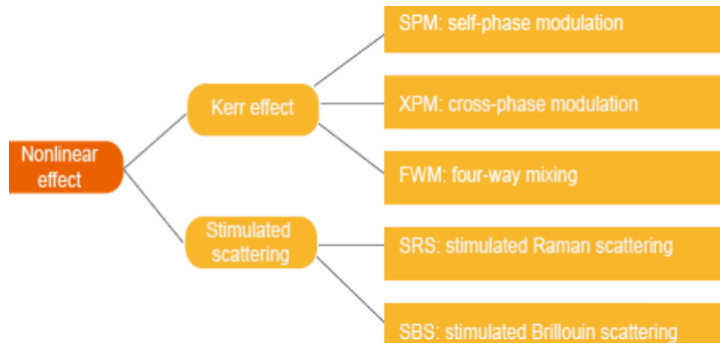 SPM: self-phase modulation
Kerr effect
XPM: cross-phase modulation
Nonlinear
effect
FWM: four-way mixing
Stimulated
scattering
SRS: stimulated Raman scattering
SBS: stimulated Brillouin scattering